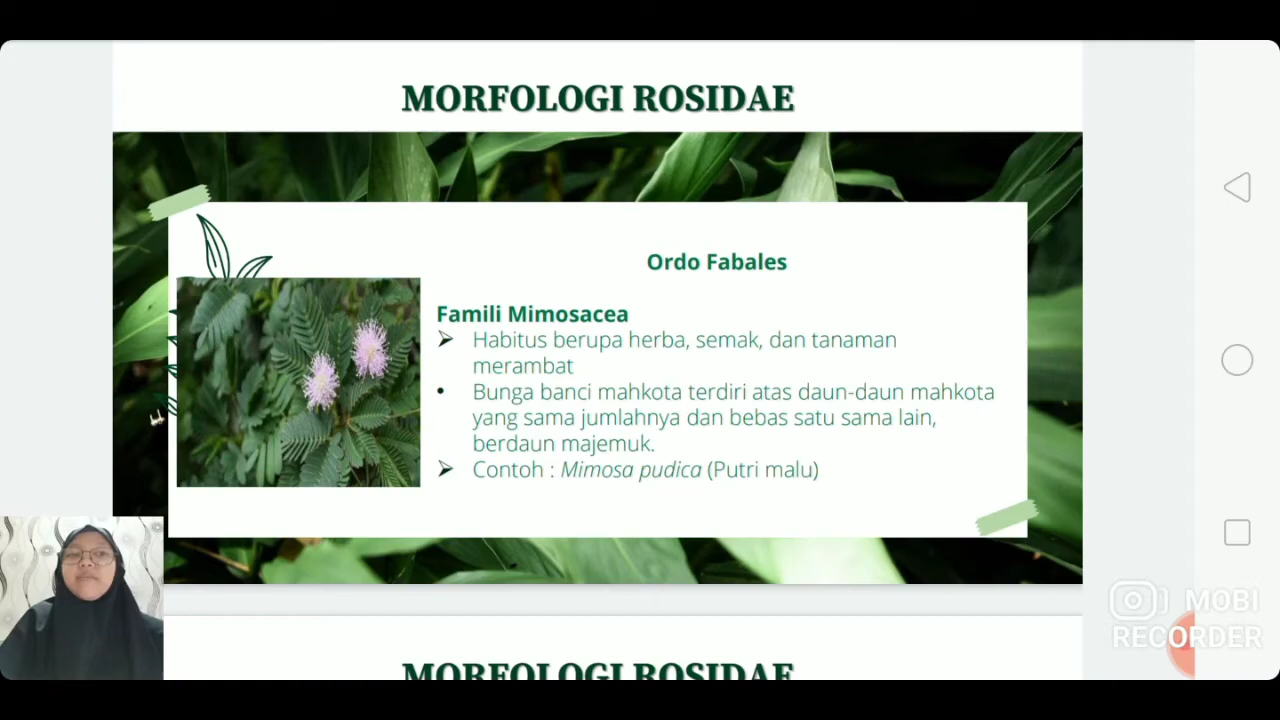 MORFOLOGI ROSIDAE
Ordo Fabales
Famili Mimosacea
➢ Habitus berupa herba, semak, dan tanaman
merambat
• Bunga banci mahkota terdiri atas daun-daun mahkota
yang sama jumlahnya dan bebas satu sama lain,
berdaun majemuk.
➢ Contoh : Mimosa pudica (Putri malu)
MOBI
RECORDER
MORFOLOGI ROSIDAE